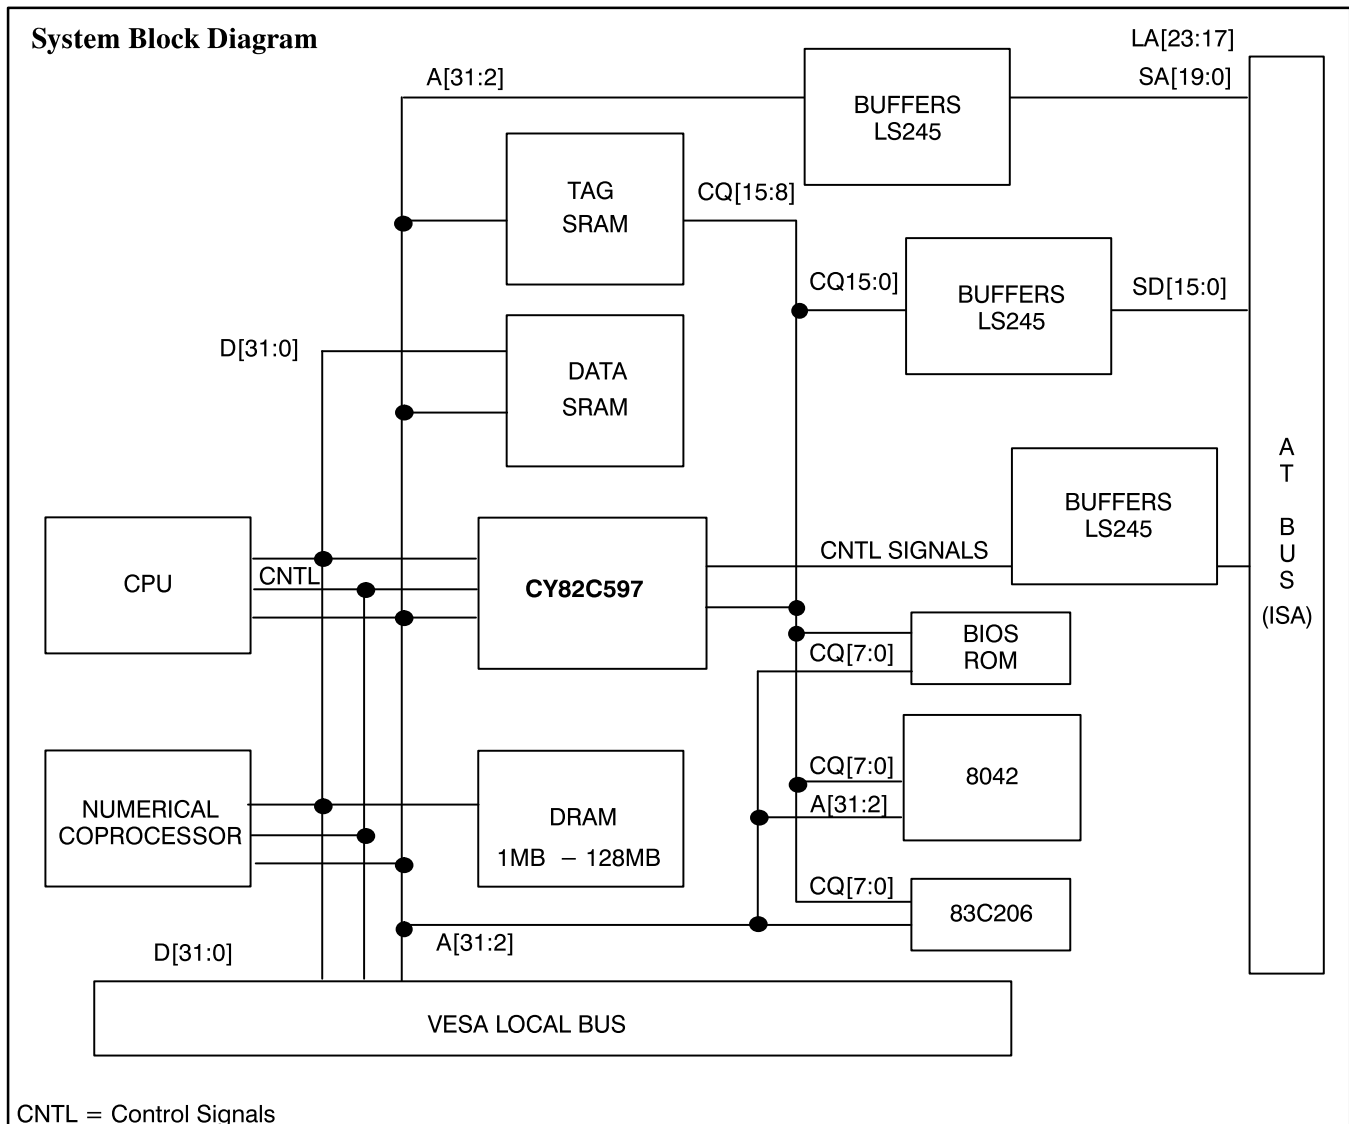 System Block Diagram
LA[23:17]
A[31:2]
SA[19:0]
BUFFERS
LS245
TAG
SRAM
CQ[15:8]
CQ15:0]
BUFFERS
LS245
SD[15:0]
D[31:0]
DATA
SRAM
A
T
B
U
S
(ISA)
BUFFERS
LS245
CNTL SIGNALS
CPU
CNTL
CY82C597
BIOS
ROM
CQ[7:0]
CQ[7:0]
8042
A[31:2]
NUMERICAL
COPROCESSOR
DRAM
1MB – 128MB
CQ[7:0]
83C206
A[31:2]
D[31:0]
VESA LOCAL BUS
CNTL = Control Signals